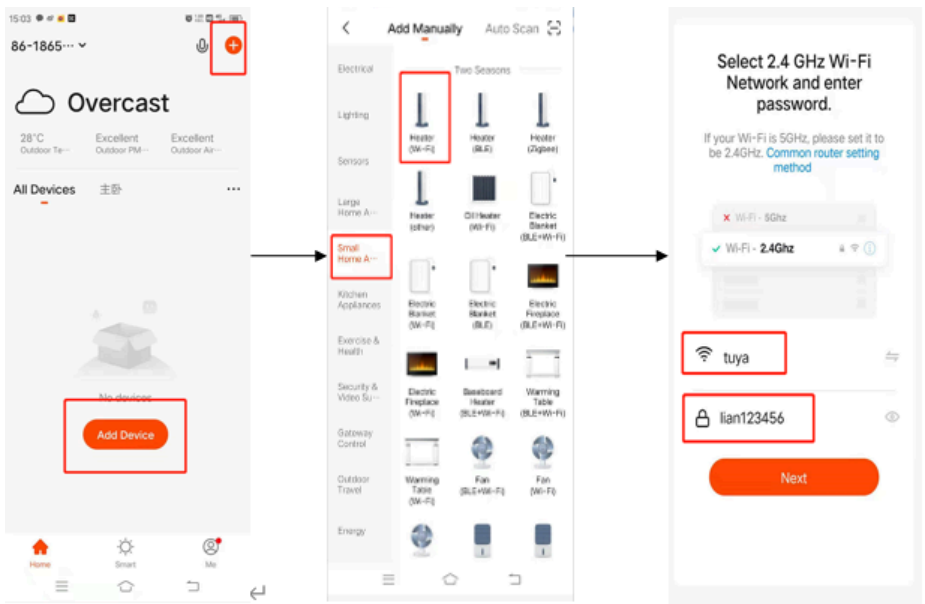 15:03
86-1865···
Overcast
28°C
Outdoor Te···
Excellent
Outdoor PM···
Excellent
Outdoor Air···
All Devices
主卧
···
No devices
Add Device
Home
Smart
Me
Add Manually
Auto Scan
Electrical
Lighting
Sensors
Large
Home A···
Small
Home A···
Kitchen
Appliances
Exercise &
Health
Security &
Video Su···
Gateway
Control
Outdoor
Travel
Energy
Two Seasons
Heater
(Wi-Fi)
Heater
(BLE)
Heater
(Zigbee)
Heater
(other)
Oil Heater
(Wi-Fi)
Electric
Blanket
(BLE+Wi-Fi)
Electric
Blanket
(Wi-Fi)
Electric
Blanket
(BLE)
Electric
Fireplace
(BLE+Wi-Fi)
Electric
Fireplace
(Wi-Fi)
Baseboard
Heater
(BLE+Wi-Fi)
Warming
Table
(BLE+Wi-Fi)
Warming
Table
(Wi-Fi)
Fan
(BLE+Wi-Fi)
Fan
(Wi-Fi)
Select 2.4 GHz Wi-Fi
Network and enter
password.
If your Wi-Fi is 5GHz, please set it to
be 2.4GHz. Common router setting
method
Wi-Fi - 5Ghz
Wi-Fi - 2.4Ghz
tuya
lian123456
Next